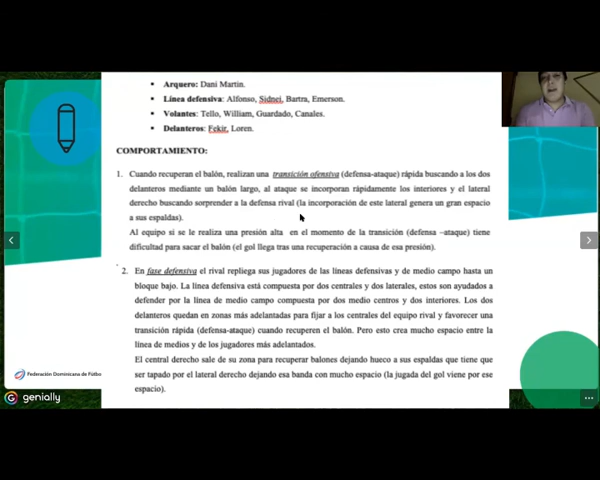 Arquero: Dani Martin.
Línea defensiva: Alfonso, Sidnei, Bartra, Emerson.
Volantes: Tello, William, Guardado, Canales.
Delanteros: Fekir, Loren.
COMPORTAMIENTO:
1. Cuando recuperan el balón, realizan una transición ofensiva (defensa-ataque) rápida buscando a los dos
delanteros mediante un balón largo, al ataque se incorporan rápidamente los interiores y el lateral
derecho buscando sorprender a la defensa rival (la incorporación de este lateral genera un gran espacio
a sus espaldas).
Al equipo si se le realiza una presión alta en el momento de la transición (defensa –ataque) tiene
dificultad para sacar el balón (el gol llega tras una recuperación a causa de esa presión).
2. En fase defensiva el rival repliega sus jugadores de las líneas defensivas y de medio campo hasta un
bloque bajo. La línea defensiva está compuesta por dos centrales y dos laterales, estos son ayudados a
defender por la línea de medio campo compuesta por dos medio centros y dos interiores. Los dos
delanteros quedan en zonas más adelantadas para fijar a los centrales del equipo rival y favorecer una
transición rápida (defensa-ataque) cuando recuperen el balón. Pero esto crea mucho espacio entre la
línea de medios y de los jugadores más adelantados.
El central derecho sale de su zona para recuperar balones dejando hueco a sus espaldas que tiene que
ser tapado por el lateral derecho dejando esa banda con mucho espacio (la jugada del gol viene por ese
espacio).
Federación Dominicana de Fútbo
genially